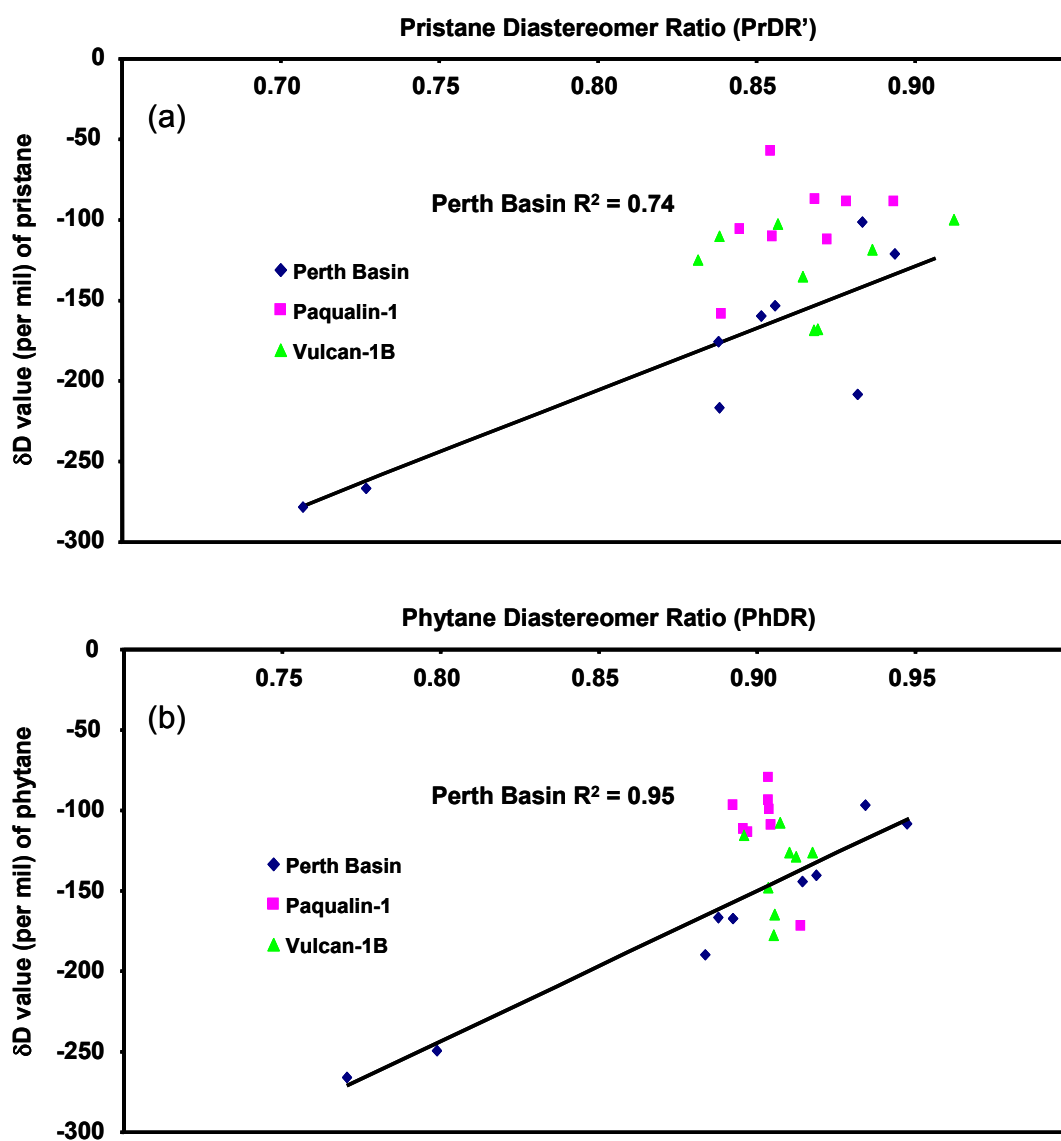 Pristane Diastereomer Ratio (PrDR’)
0
0.70 0.75 0.80 0.85 0.90
(a)
-50
-100
-150
-200
-250
-300
δD value (per mil) of pristane
Perth Basin R² = 0.74
Perth Basin
Paqualin-1
Vulcan-1B
Phytane Diastereomer Ratio (PhDR)
0
0.75 0.80 0.85 0.90 0.95
(b)
-50
-100
-150
-200
-250
-300
δD value (per mil) of phytane
Perth Basin R² = 0.95
Perth Basin
Paqualin-1
Vulcan-1B